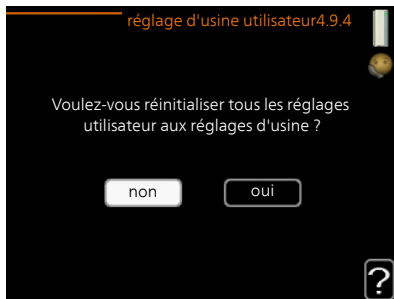 réglage d'usine utilisateur4.9.4
Voulez-vous réinitialiser tous les réglages
utilisateur aux réglages d'usine ?
non
oui
?